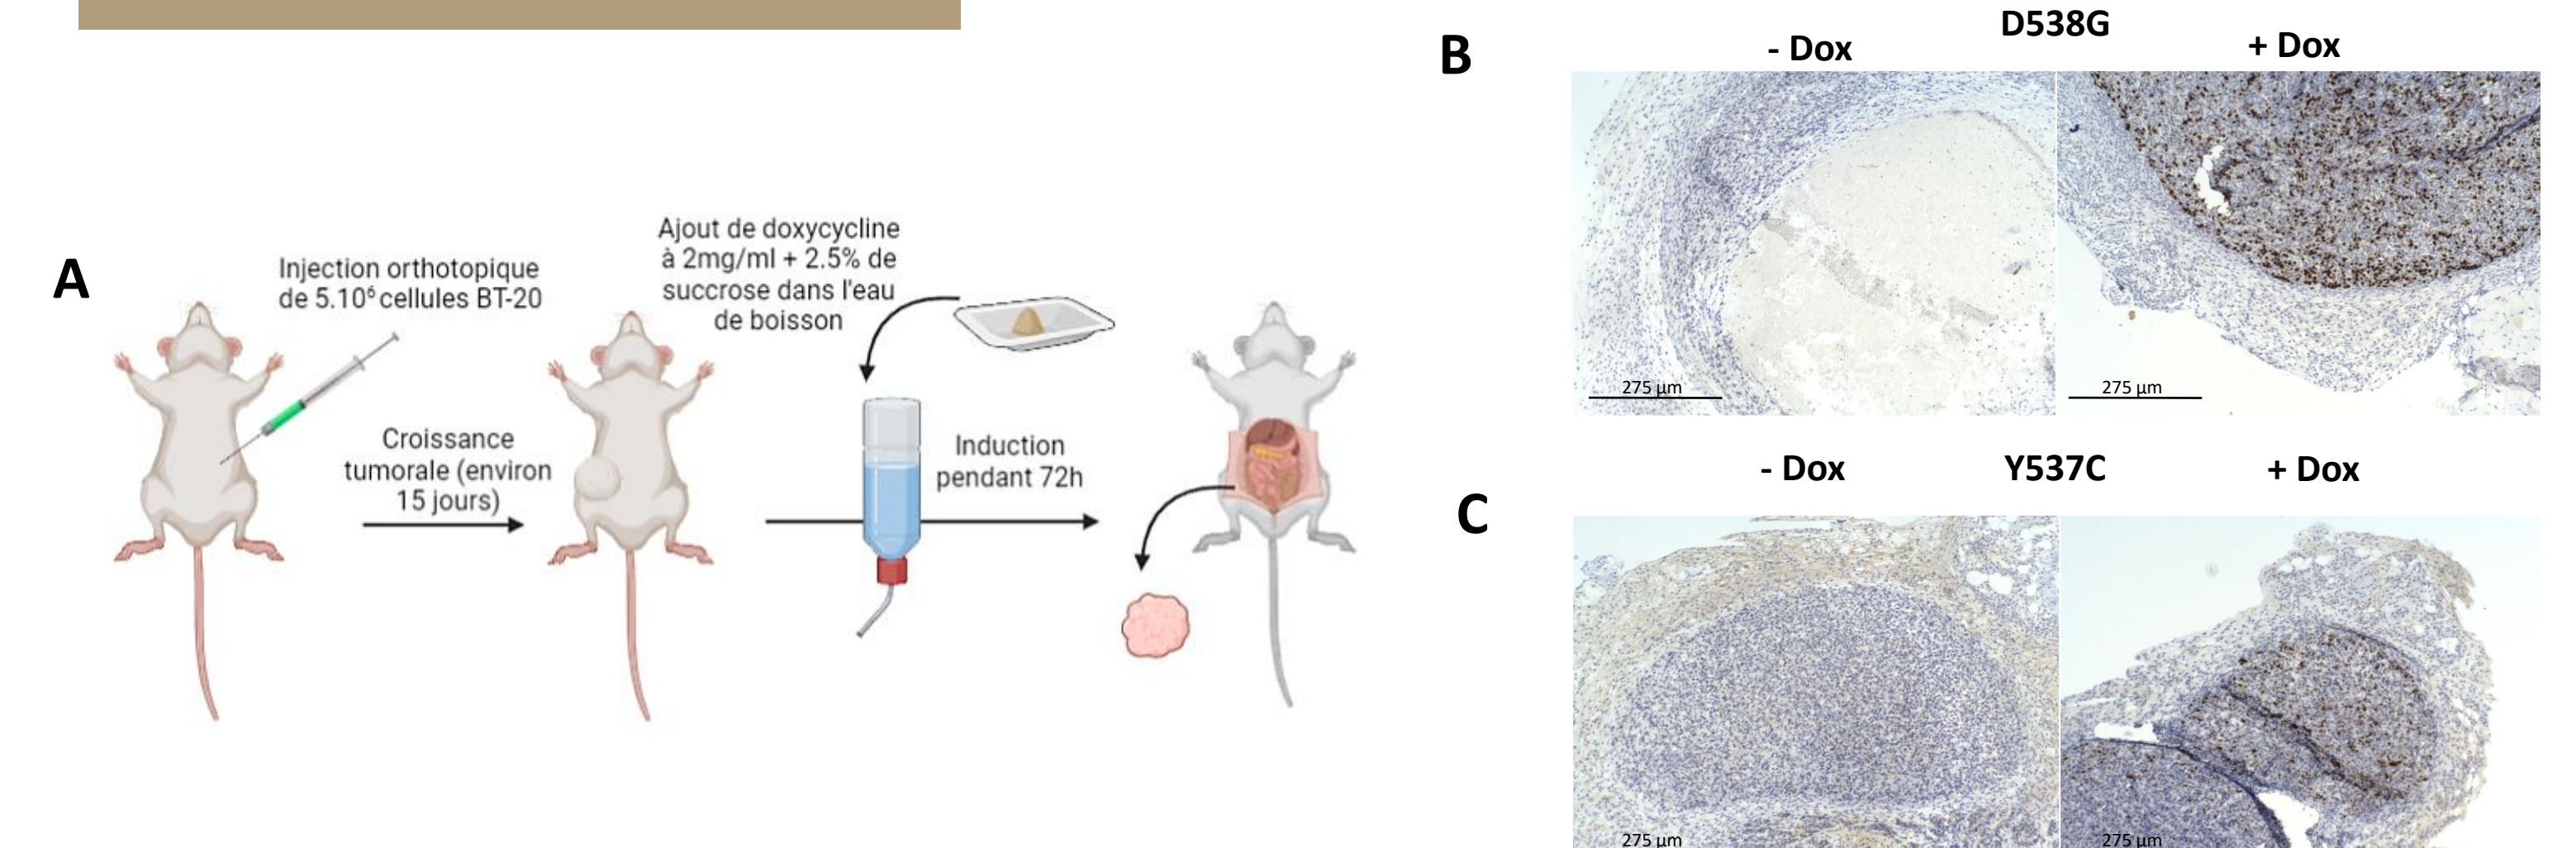 A
Injection orthotopique
de 5.10⁶ cellules BT-20
Croissance
tumorale (environ
15 jours)
Ajout de doxycycline
à 2mg/ml + 2.5% de
succrose dans l'eau
de boisson
Induction
pendant 72h
B
D538G
- Dox
+ Dox
275 µm
275 µm
C
- Dox
Y537C
+ Dox
275 µm
275 µm